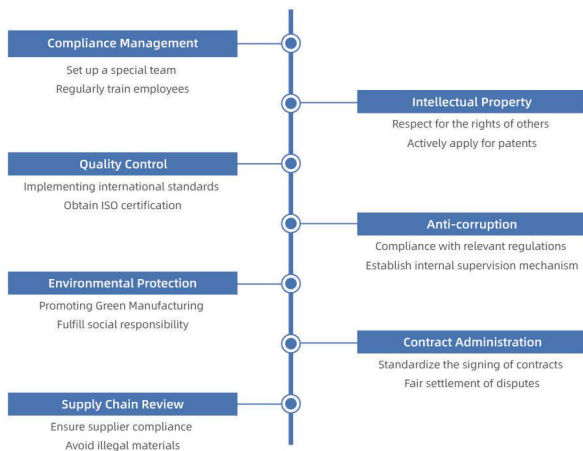 Compliance Management
Set up a special team
Regularly train employees
Intellectual Property
Respect for the rights of others
Actively apply for patents
Quality Control
Implementing international standards
Obtain ISO certification
Anti-corruption
Compliance with relevant regulations
Establish internal supervision mechanism
Environmental Protection
Promoting Green Manufacturing
Fulfill social responsibility
Contract Administration
Standardize the signing of contracts
Fair settlement of disputes
Supply Chain Review
Ensure supplier compliance
Avoid illegal materials